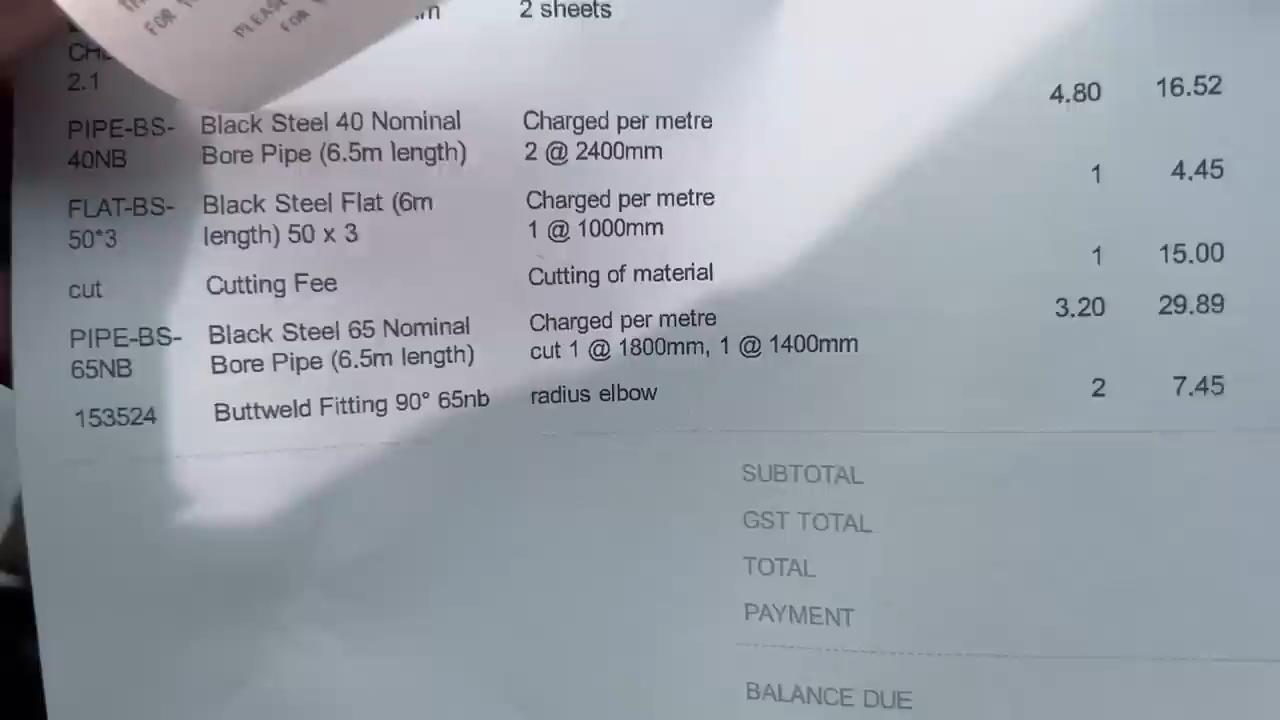 FOR
PLEASE
FOR
2 sheets
2.1
PIPE-BS- Black Steel 40 Nominal Charged per metre 4.80 16.52
40NB Bore Pipe (6.5m length) 2 @ 2400mm
FLAT-BS- Black Steel Flat (6m Charged per metre 1 4.45
50*3 length) 50 x 3 1 @ 1000mm
cut Cutting Fee Cutting of material 1 15.00
PIPE-BS- Black Steel 65 Nominal Charged per metre 3.20 29.89
65NB Bore Pipe (6.5m length) cut 1 @ 1800mm, 1 @ 1400mm
153524 Buttweld Fitting 90° 65nb radius elbow 2 7.45
SUBTOTAL
GST TOTAL
TOTAL
PAYMENT
BALANCE DUE